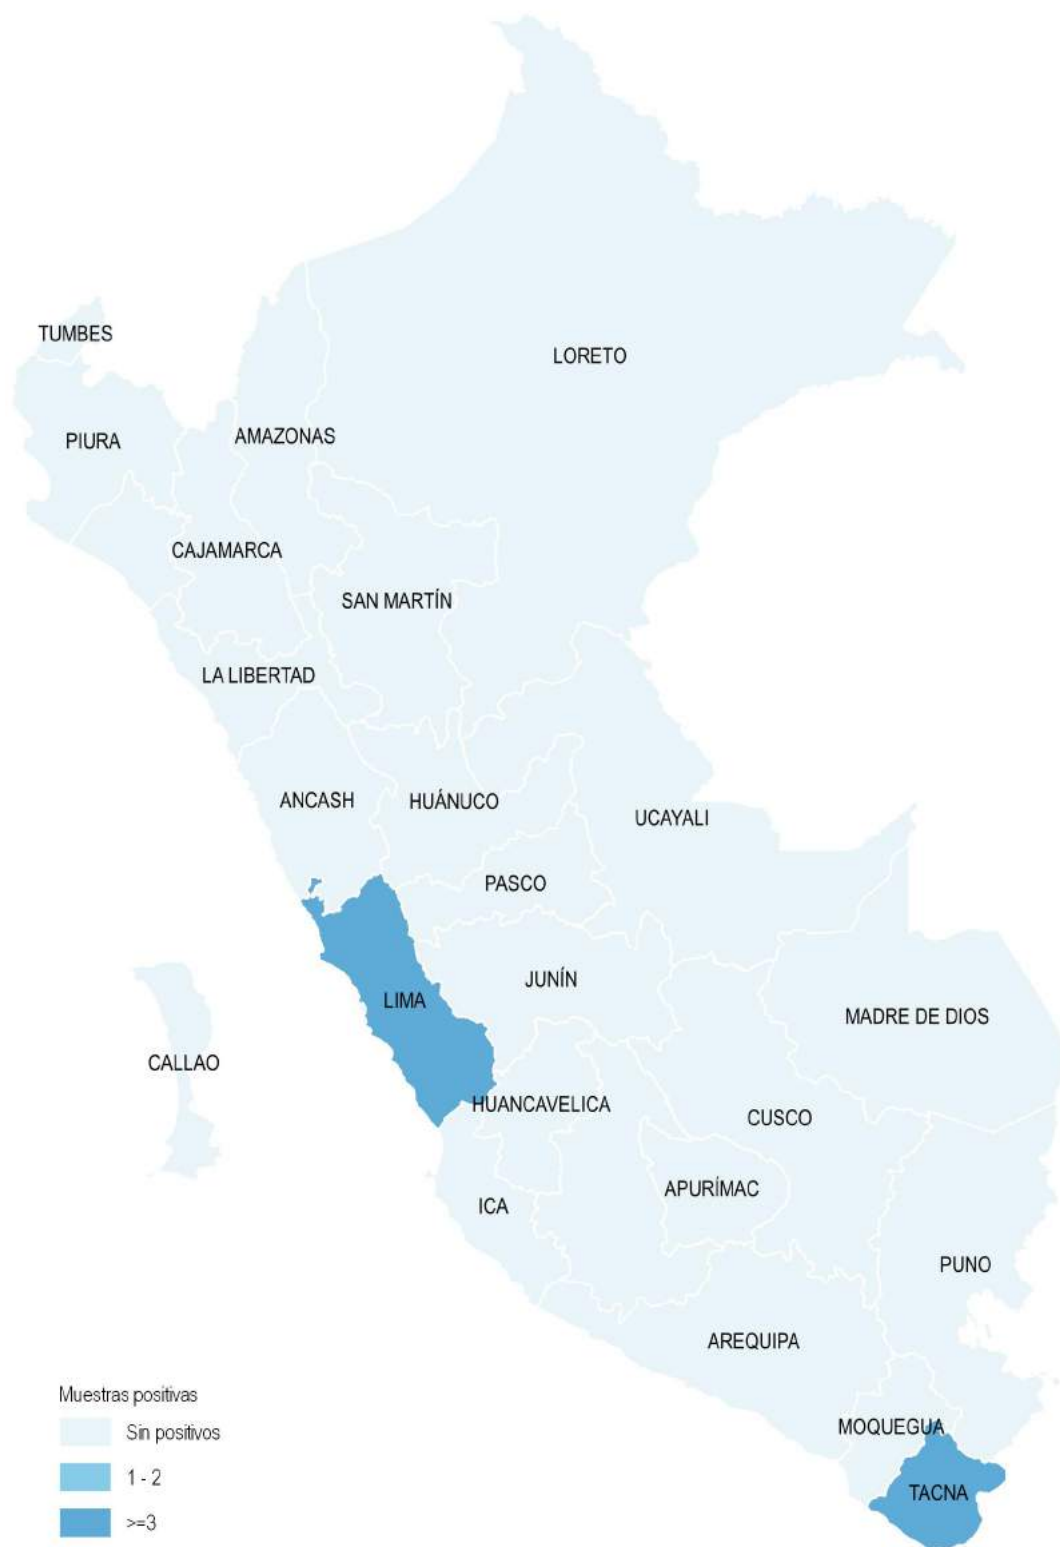 TUMBES
LORETO
PIURA
AMAZONAS
CAJAMARCA
SAN MARTÍN
LA LIBERTAD
ANCASH
HUÁNUCO
UCAYALI
PASCO
JUNÍN
LIMA
MADRE DE DIOS
CALLAO
HUANCAVELICA
CUSCO
APURÍMAC
ICA
PUNO
AREQUIPA
MOQUEGUA
TACNA
Muestras positivas
Sin positivos
1 - 2
>=3